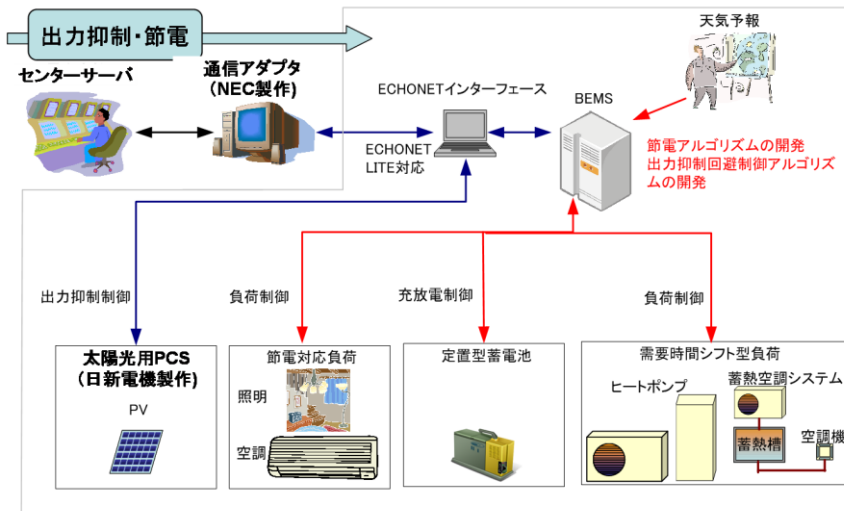 出力抑制・節電
天気予報
センターサーバ
通信アダプタ
(NEC製作)
ECHONETインターフェース
BEMS
ECHONET
LITE対応
節電アルゴリズムの開発
出力抑制回避制御アルゴリズ
ムの開発
出力抑制制御
負荷制御
充放電制御
負荷制御
太陽光用PCS
(日新電機製作)
PV
節電対応負荷
照明
空調
定置型蓄電池
需要時間シフト型負荷
ヒートポンプ
蓄熱空調システム
蓄熱槽
空調機